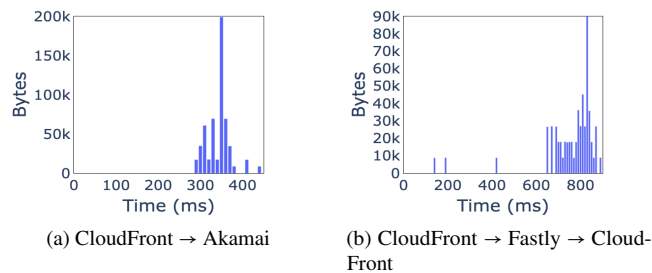 200k
150k
100k
50k
0
Bytes
0 100 200 300 400
Time (ms)
(a) CloudFront → Akamai
90k
80k
70k
60k
50k
40k
30k
20k
10k
0
Bytes
0 200 400 600 800
Time (ms)
(b) CloudFront → Fastly → Cloud-
Front